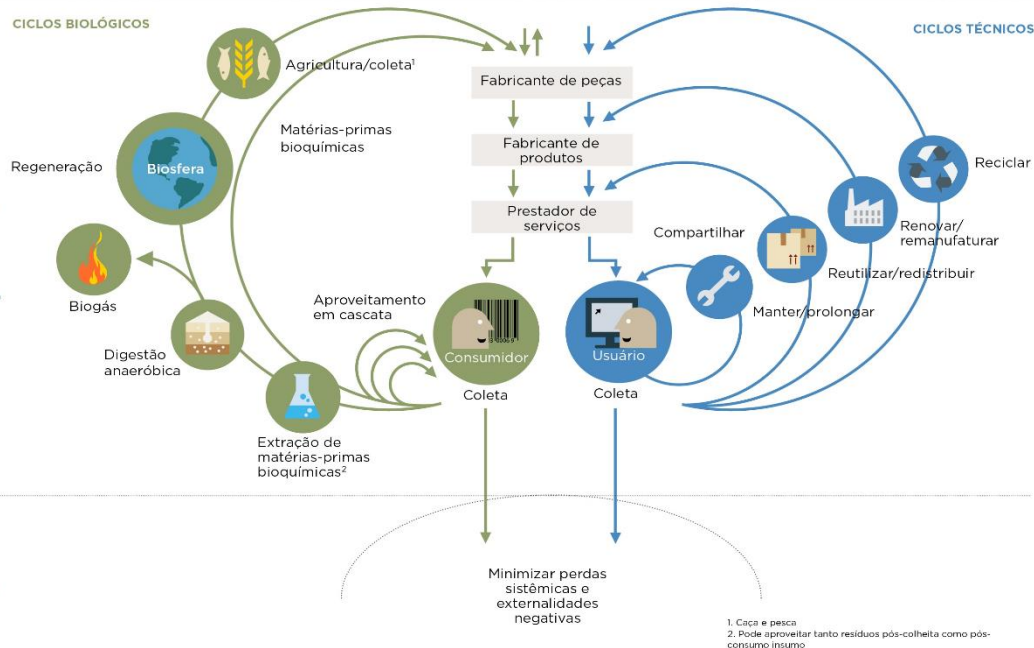 CICLOS BIOLÓGICOS
CICLOS TÉCNICOS
Agricultura/coleta¹
Matérias-primas
bioquímicas
Regeneração
Biosfera
Biogás
Digestão
anaeróbica
Extração de
matérias-primas
bioquímicas²
Aproveitamento
em cascata
Fabricante de peças
Fabricante de
produtos
Prestador de
serviços
Consumidor
Coleta
Usuário
Coleta
Compartilhar
Manter/prolongar
Reutilizar/redistribuir
Renovar/
remanufaturar
Reciclar
Minimizar perdas
sistêmicas e
externalidades
negativas
1. Caça e pesca
2. Pode aproveitar tanto resíduos pós-colheita como pós-
consumo insumo